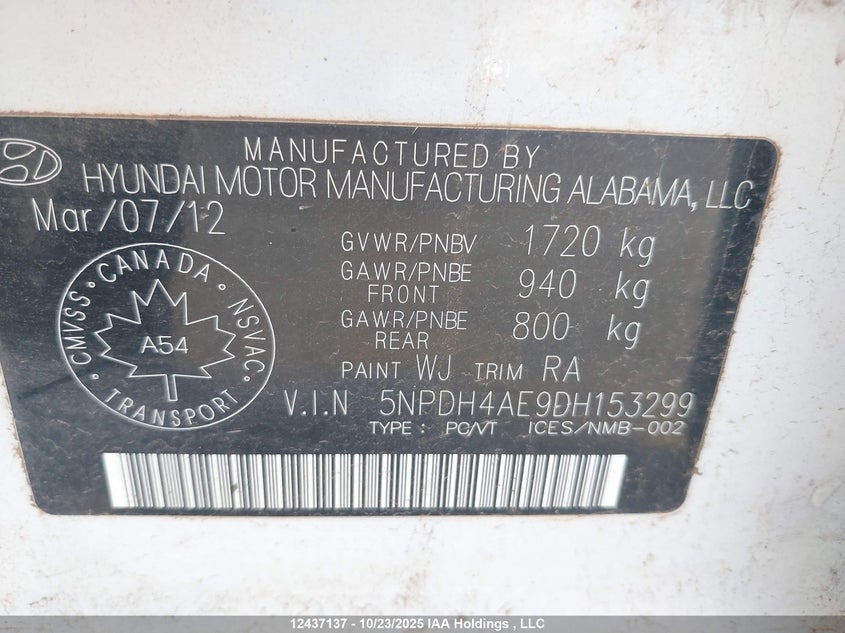 MANUFACTURED BY
HYUNDAI MOTOR MANUFACTURING ALABAMA, LLC
Mar/07/12
GVWR/PNBV 1720 kg
GAWR/PNBE FRONT 940 kg
GAWR/PNBE REAR 800 kg
PAINT WJ TRIM RA
V.I.N 5NPDH4AE9DH153299
TYPE: PC/VT ICES/NMB-002
CANADA
CMVSS NSVAC
A54
TRANSPORT
12437137 - 10/23/2025 IAA Holdings , LLC